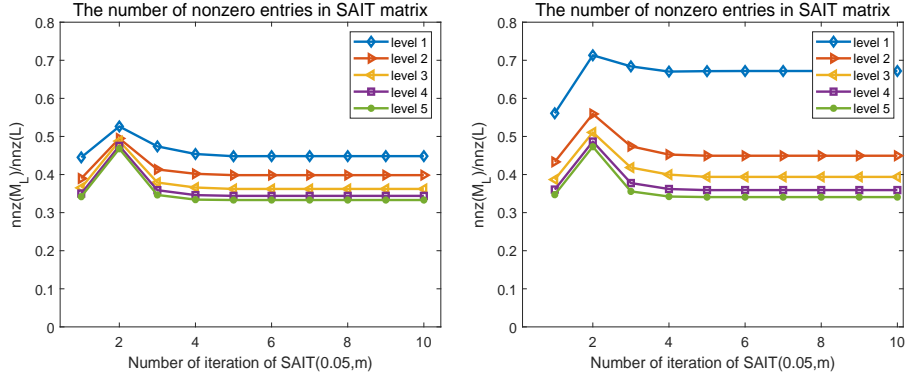 The number of nonzero entries in SAIT matrix
nnz(M_L)/nnz(L)
0.8
0.7
0.6
0.5
0.4
0.3
0.2
0.1
0
level 1
level 2
level 3
level 4
level 5
2
4
6
8
10
Number of iteration of SAIT(0.05,m)
The number of nonzero entries in SAIT matrix
nnz(M_L)/nnz(L)
0.8
0.7
0.6
0.5
0.4
0.3
0.2
0.1
0
level 1
level 2
level 3
level 4
level 5
2
4
6
8
10
Number of iteration of SAIT(0.05,m)